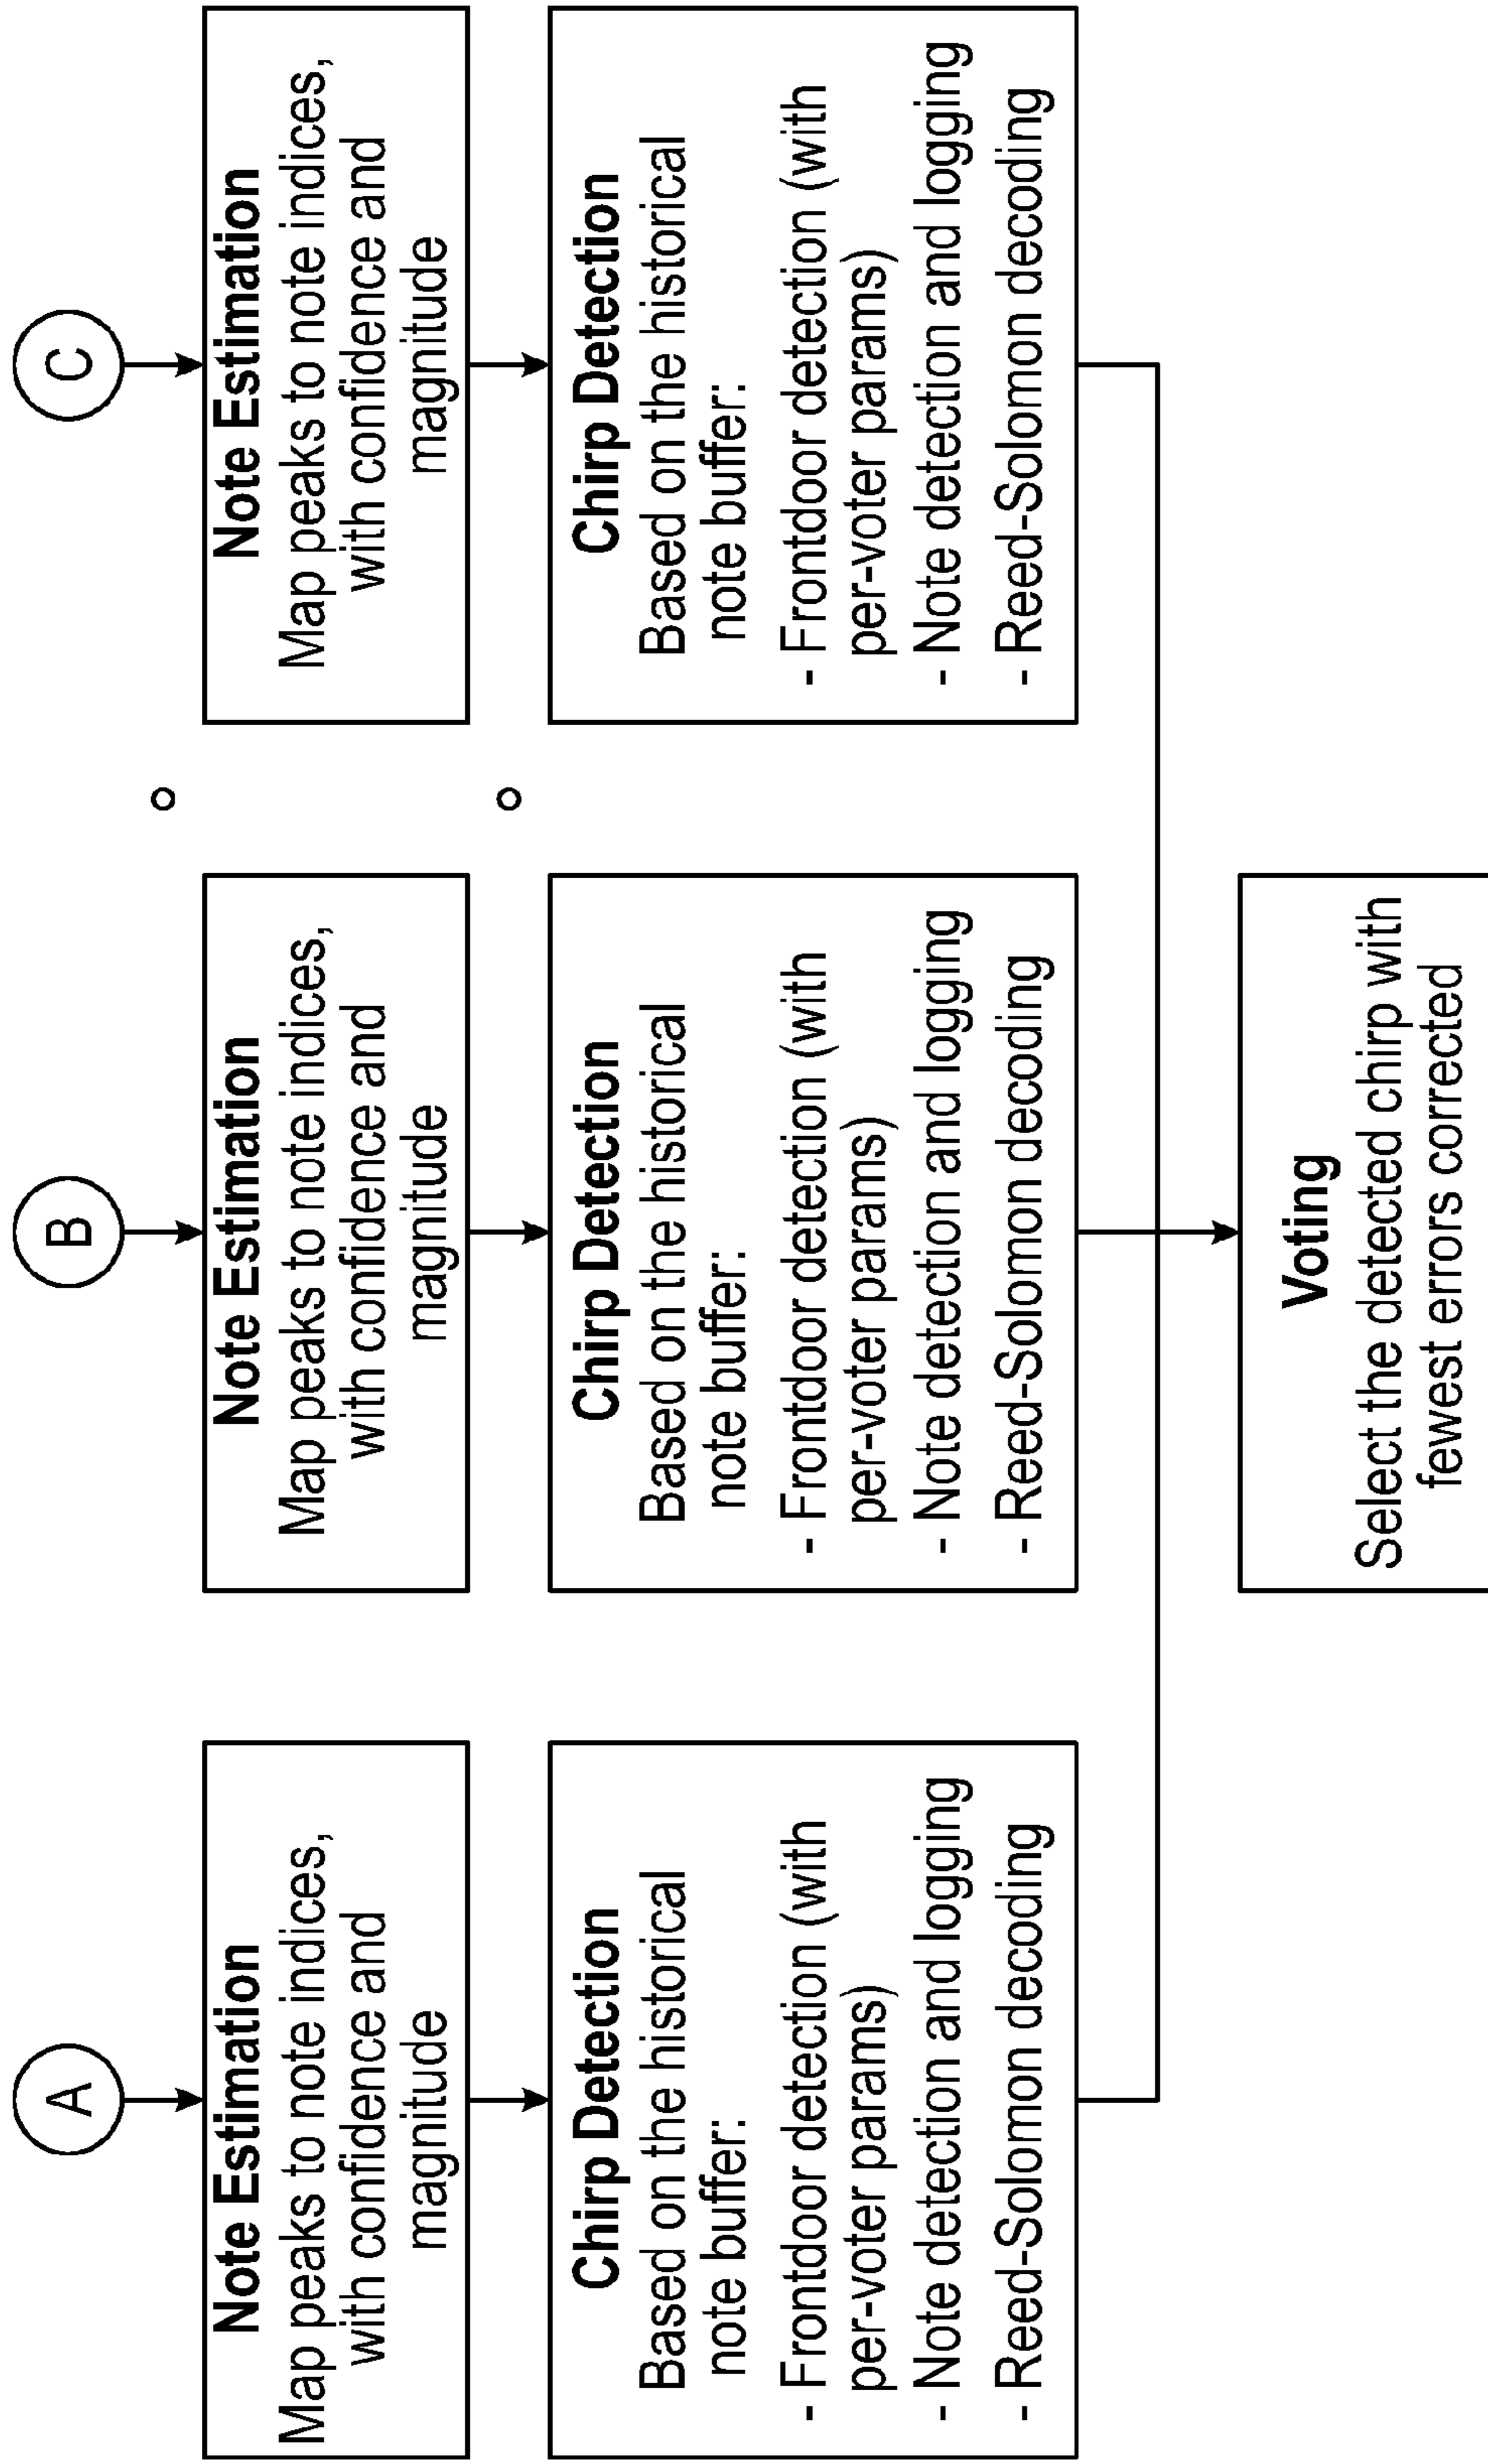 A
Note Estimation
Map peaks to note indices,
with confidence and
magnitude
Chirp Detection
Based on the historical
note buffer:
- Frontdoor detection (with
per-voter params)
- Note detection and logging
- Reed-Solomon decoding
B
Note Estimation
Map peaks to note indices,
with confidence and
magnitude
Chirp Detection
Based on the historical
note buffer:
- Frontdoor detection (with
per-voter params)
- Note detection and logging
- Reed-Solomon decoding
C
Note Estimation
Map peaks to note indices,
with confidence and
magnitude
Chirp Detection
Based on the historical
note buffer:
- Frontdoor detection (with
per-voter params)
- Note detection and logging
- Reed-Solomon decoding
Voting
Select the detected chirp with
fewest errors corrected